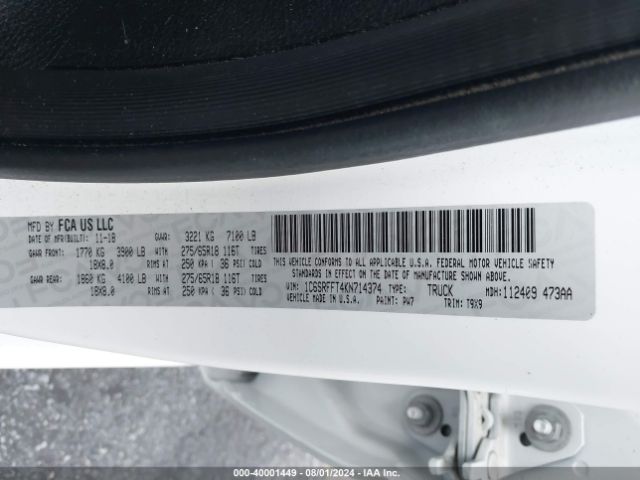 MFD BY FCA US LLC
DATE OF MFR(BUILT): 11-18 GVWR: 3221 KG 7100 LB
GAWR FRONT: 1770 KG 3900 LB WITH 275/65R18 116T TIRES
18X8.0 RIMS AT 250 KPA ( 36 PSI) COLD
GAWR REAR: 1860 KG 4100 LB WITH 275/65R18 116T TIRES
18X8.0 RIMS AT 250 KPA ( 36 PSI) COLD
THIS VEHICLE CONFORMS TO ALL APPLICABLE U.S.A. FEDERAL MOTOR VEHICLE SAFETY
STANDARDS IN EFFECT ON THE DATE OF MANUFACTURE SHOWN ABOVE.
VIN: 1C6SRFFT4KN714374 TYPE: TRUCK MDH: 112409 473AA
VEHICLE MADE IN U.S.A. PAINT: PW7 TRIM: T9X9
000-40001449 - 08/01/2024 - IAA Inc.